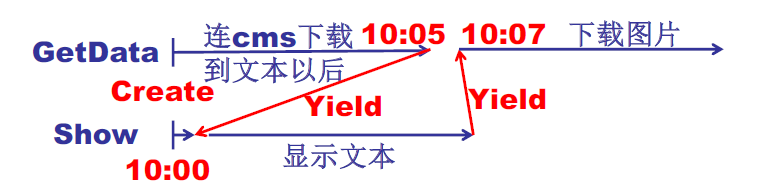 GetData 连cms下载 10:05 10:07 下载图片
到文本以后
Create
Yield Yield
Show
10:00 显示文本